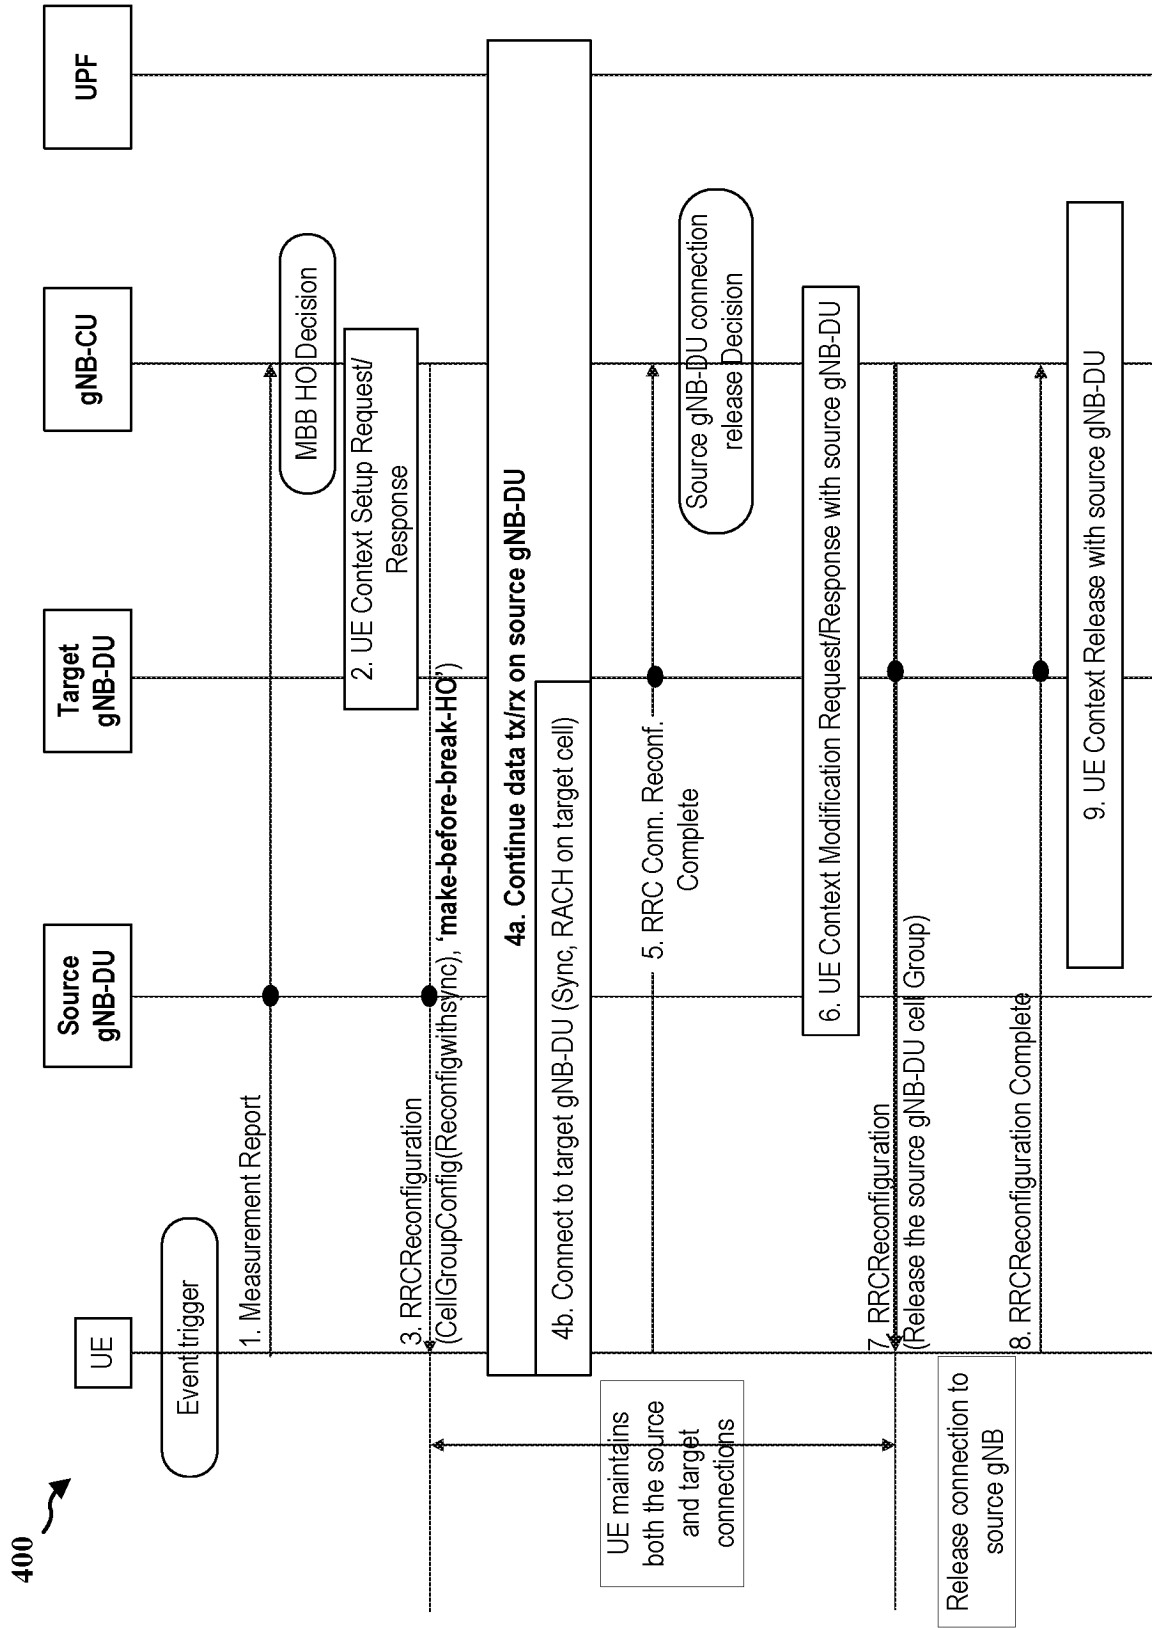 400
UE
Source
gNB-DU
Target
gNB-DU
gNB-CU
UPF
Event trigger
1. Measurement Report
MBB HO Decision
2. UE Context Setup Request/
Response
3. RRCReconfiguration
(CellGroupConfig(Reconfigwithsync), ‘make-before-break-HO’)
4a. Continue data tx/rx on source gNB-DU
4b. Connect to target gNB-DU (Sync, RACH on target cell)
UE maintains
both the source
and target
connections
5. RRC Conn. Reconf.
Complete
Source gNB-DU connection
release Decision
6. UE Context Modification Request/Response with source gNB-DU
7. RRCReconfiguration
(Release the source gNB-DU cell Group)
Release connection to
source gNB
8. RRCReconfiguration Complete
9. UE Context Release with source gNB-DU